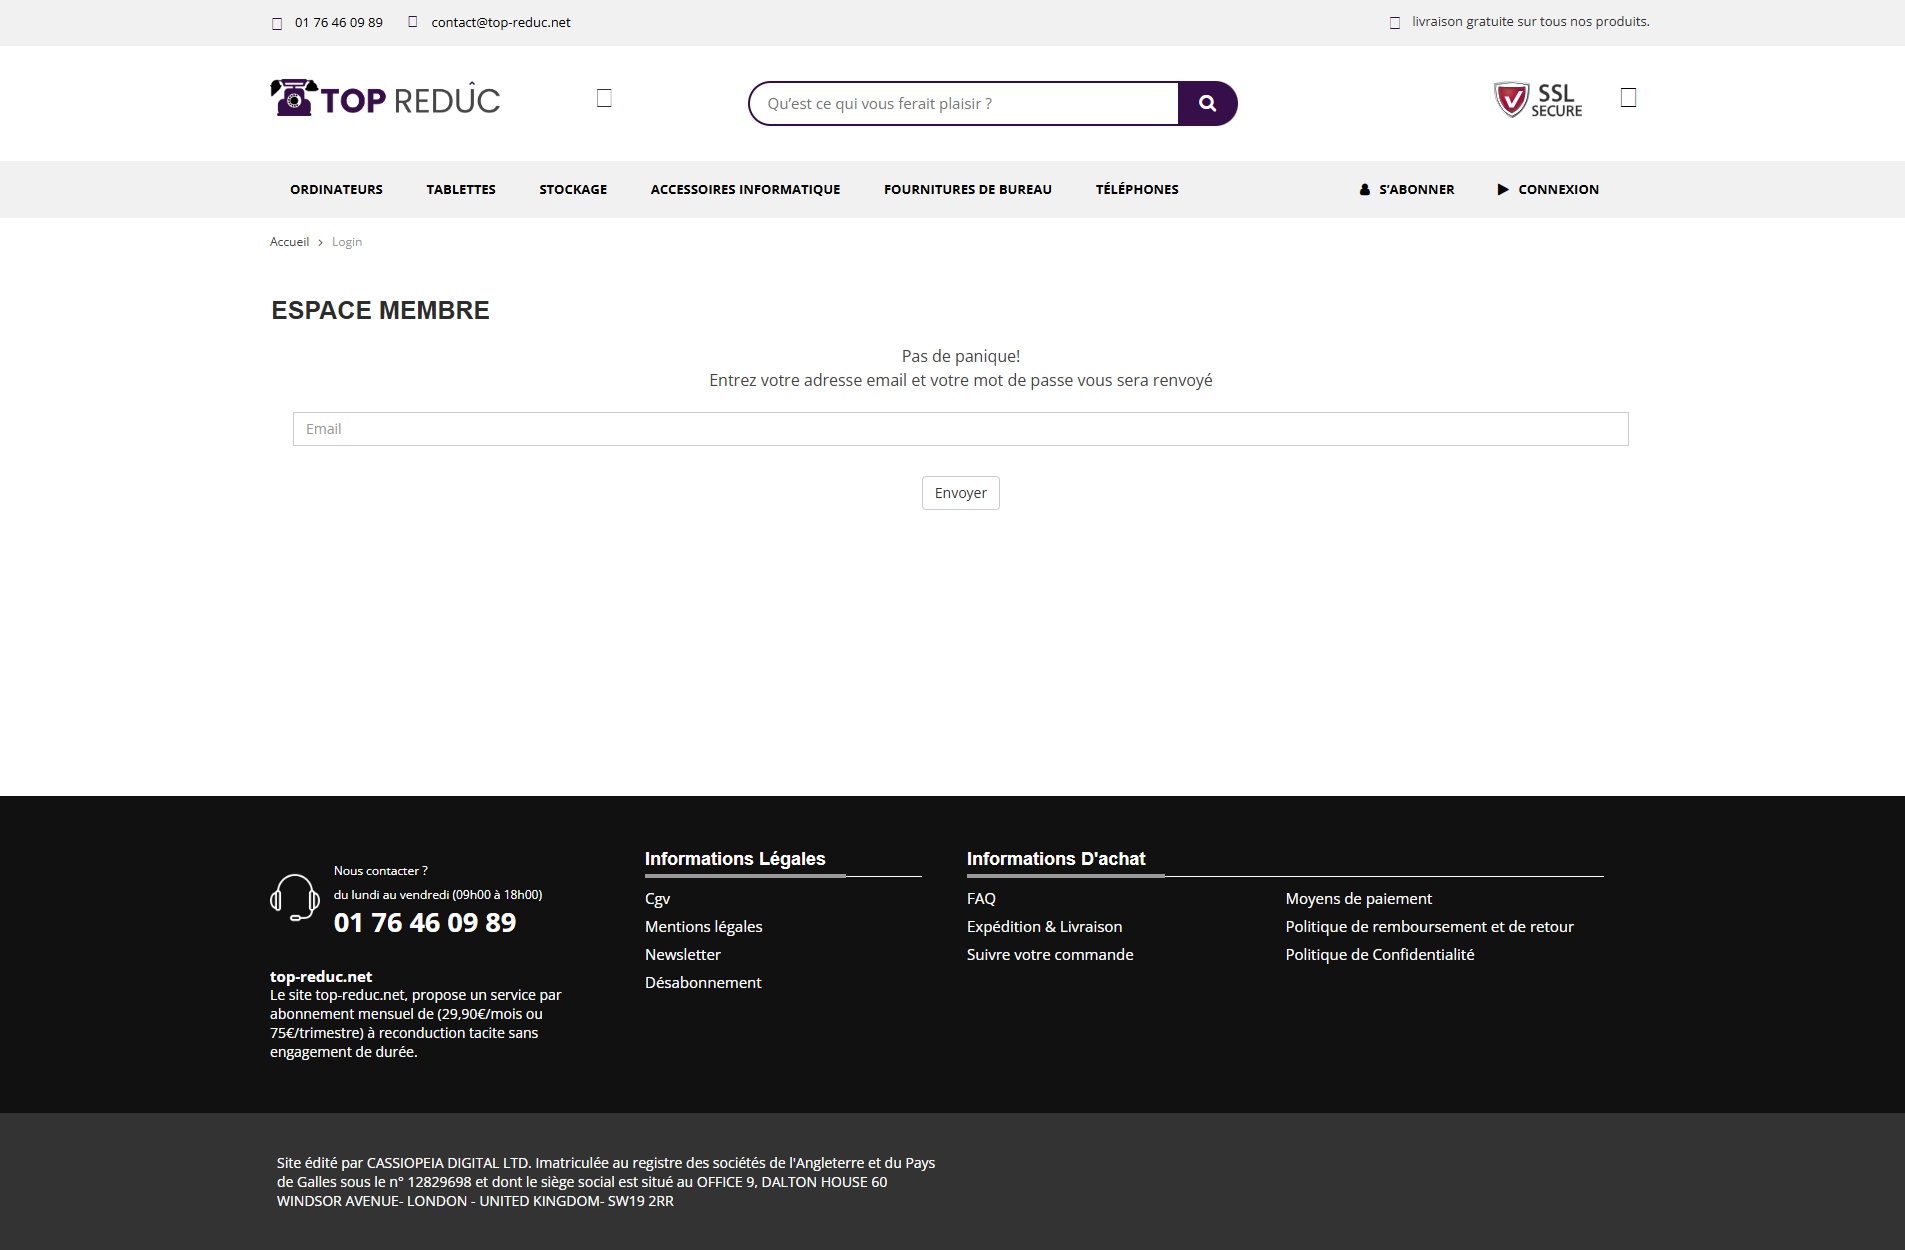 01 76 46 09 89 contact@top-reduc.net livraison gratuite sur tous nos produits.
TOP REDÛC
Qu’est ce qui vous ferait plaisir ?
SSL
SECURE
ORDINATEURS TABLETTES STOCKAGE ACCESSOIRES INFORMATIQUE FOURNITURES DE BUREAU TÉLÉPHONES S’ABONNER CONNEXION
Accueil Login
ESPACE MEMBRE
Pas de panique!
Entrez votre adresse email et votre mot de passe vous sera renvoyé
Email
Envoyer
Nous contacter ?
du lundi au vendredi (09h00 à 18h00)
01 76 46 09 89
top-reduc.net
Le site top-reduc.net, propose un service par
abonnement mensuel de (29,90€/mois ou
75€/trimestre) à reconduction tacite sans
engagement de durée.
Informations Légales
Cgv
Mentions légales
Newsletter
Désabonnement
Informations D'achat
FAQ
Expédition & Livraison
Suivre votre commande
Moyens de paiement
Politique de remboursement et de retour
Politique de Confidentialité
Site édité par CASSIOPEIA DIGITAL LTD. Imatriculée au registre des sociétés de l'Angleterre et du Pays
de Galles sous le n° 12829698 et dont le siège social est situé au OFFICE 9, DALTON HOUSE 60
WINDSOR AVENUE- LONDON - UNITED KINGDOM- SW19 2RR